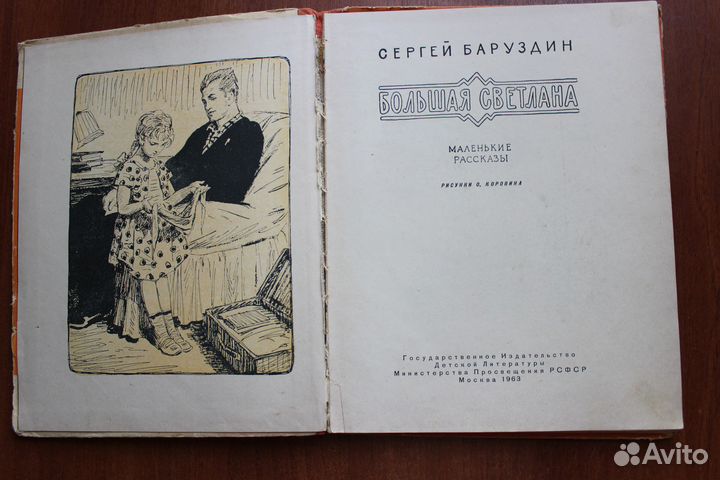 СЕРГЕЙ БАРУЗДИН
БОЛЬШАЯ СВЕТЛАНА
МАЛЕНЬКИЕ
РАССКАЗЫ
РИСУНКИ О. КОРОВИНА
Государственное Издательство
Детской Литературы
Министерства Просвещения РСФСР
Москва 1963
Avito